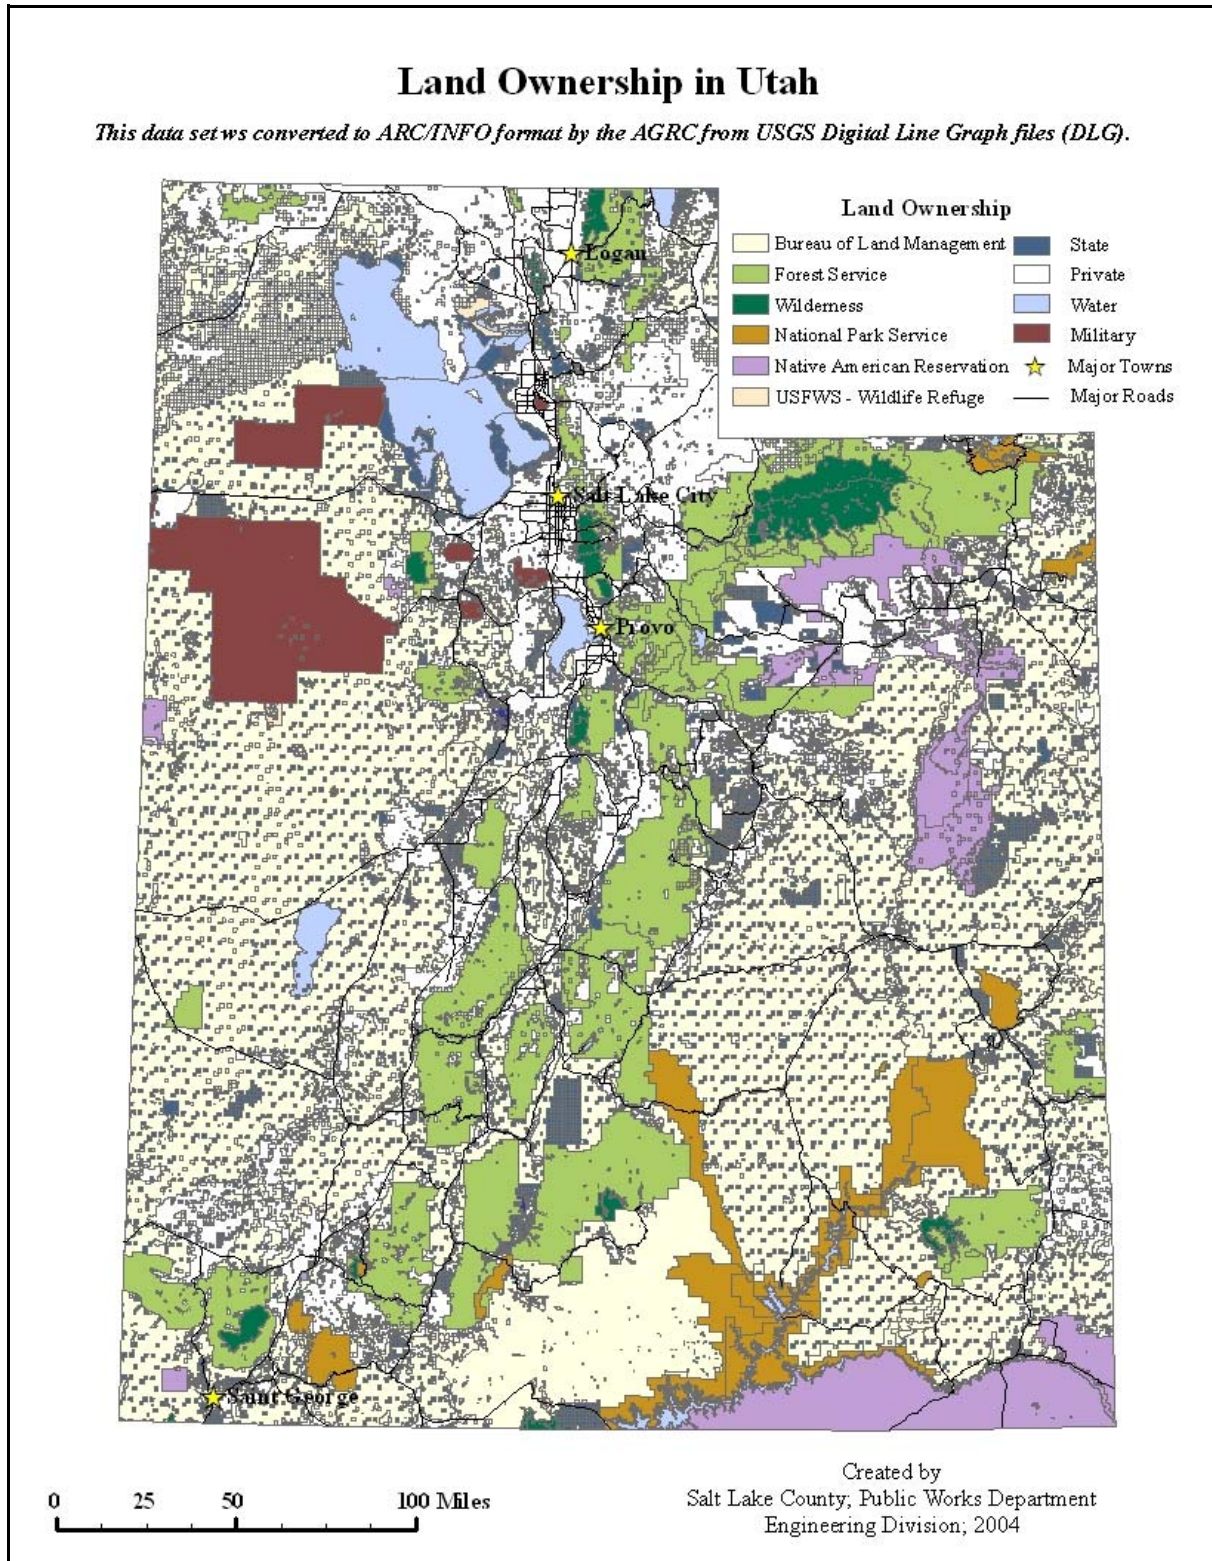 Land Ownership in Utah
This data set ws converted to ARC/INFO format by the AGRC from USGS Digital Line Graph files (DLG).
Land Ownership
Bureau of Land Management
Forest Service
Wilderness
National Park Service
Native American Reservation
USFWS - Wildlife Refuge
State
Private
Water
Military
Major Towns
Major Roads
Logan
Salt Lake City
Provo
Saint George
0 25 50 100 Miles
Created by
Salt Lake County; Public Works Department
Engineering Division; 2004